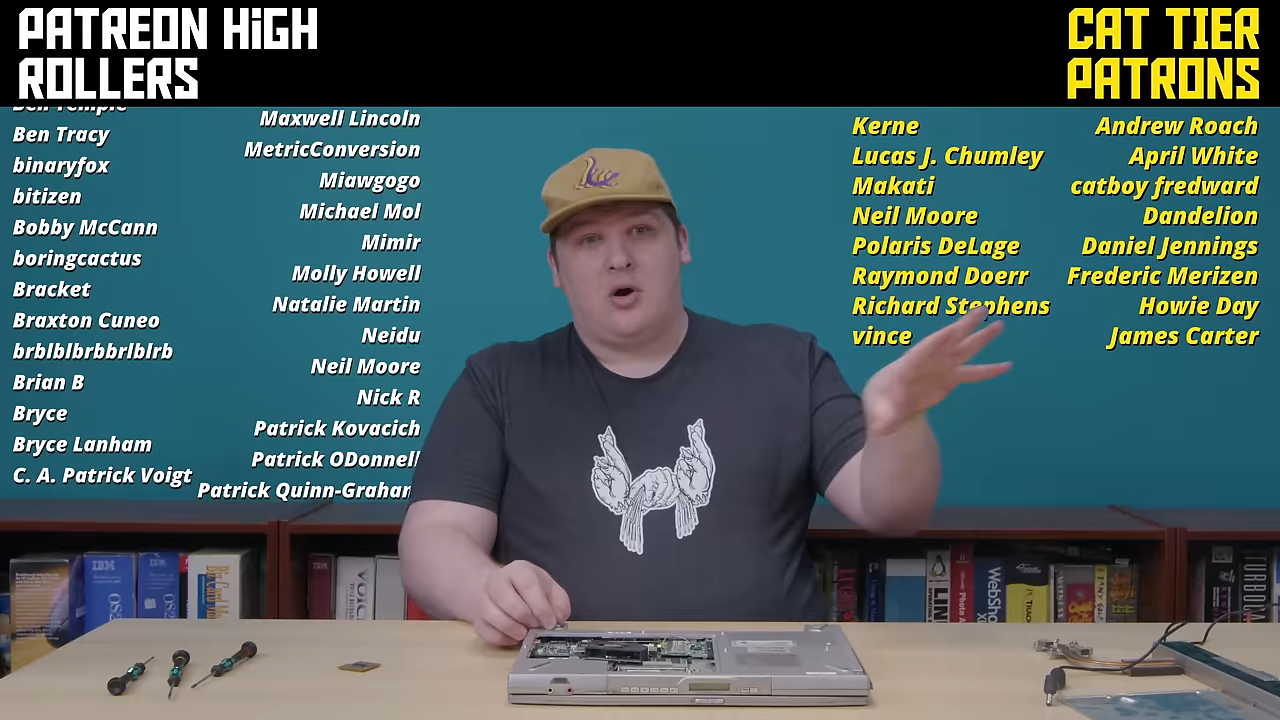 PATREON HiGH
ROLLERS
CAT TIER
PATRONS
Ben Temple
Ben Tracy
binaryfox
bitizen
Bobby McCann
boringcactus
Bracket
Braxton Cuneo
brblblbrbbrlblrb
Brian B
Bryce
Bryce Lanham
C. A. Patrick Voigt
Maxwell Lincoln
MetricConversion
Miawgogo
Michael Mol
Mimir
Molly Howell
Natalie Martin
Neidu
Neil Moore
Nick R
Patrick Kovacich
Patrick ODonnell
Patrick Quinn-Graham
Kerne
Lucas J. Chumley
Makati
Neil Moore
Polaris DeLage
Raymond Doerr
Richard Stephens
vince
Andrew Roach
April White
catboy fredward
Dandelion
Daniel Jennings
Frederic Merizen
Howie Day
James Carter
IBM
IBM